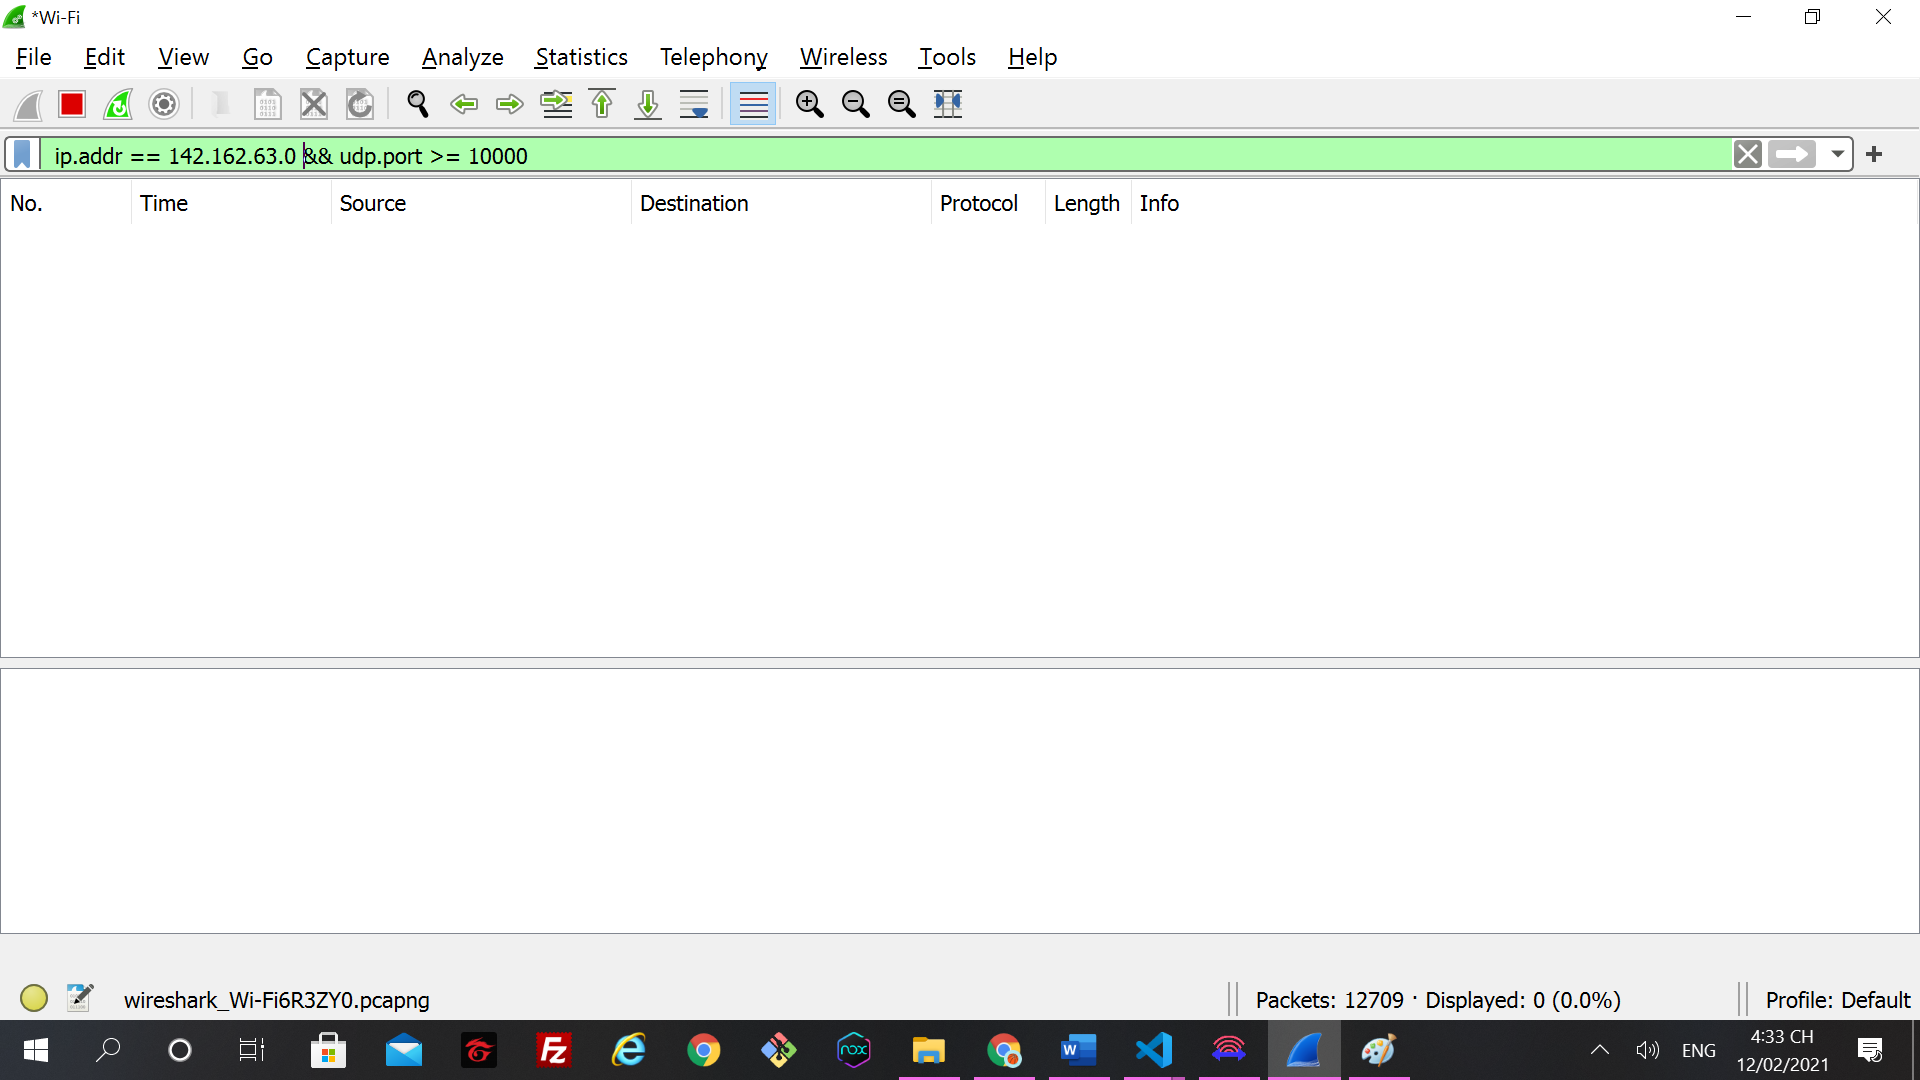 *Wi-Fi
File Edit View Go Capture Analyze Statistics Telephony Wireless Tools Help
ip.addr == 142.162.63.0 && udp.port >= 10000
No. Time Source Destination Protocol Length Info
wireshark_Wi-Fi6R3ZY0.pcapng Packets: 12709 · Displayed: 0 (0.0%) Profile: Default
ENG
4:33 CH
12/02/2021